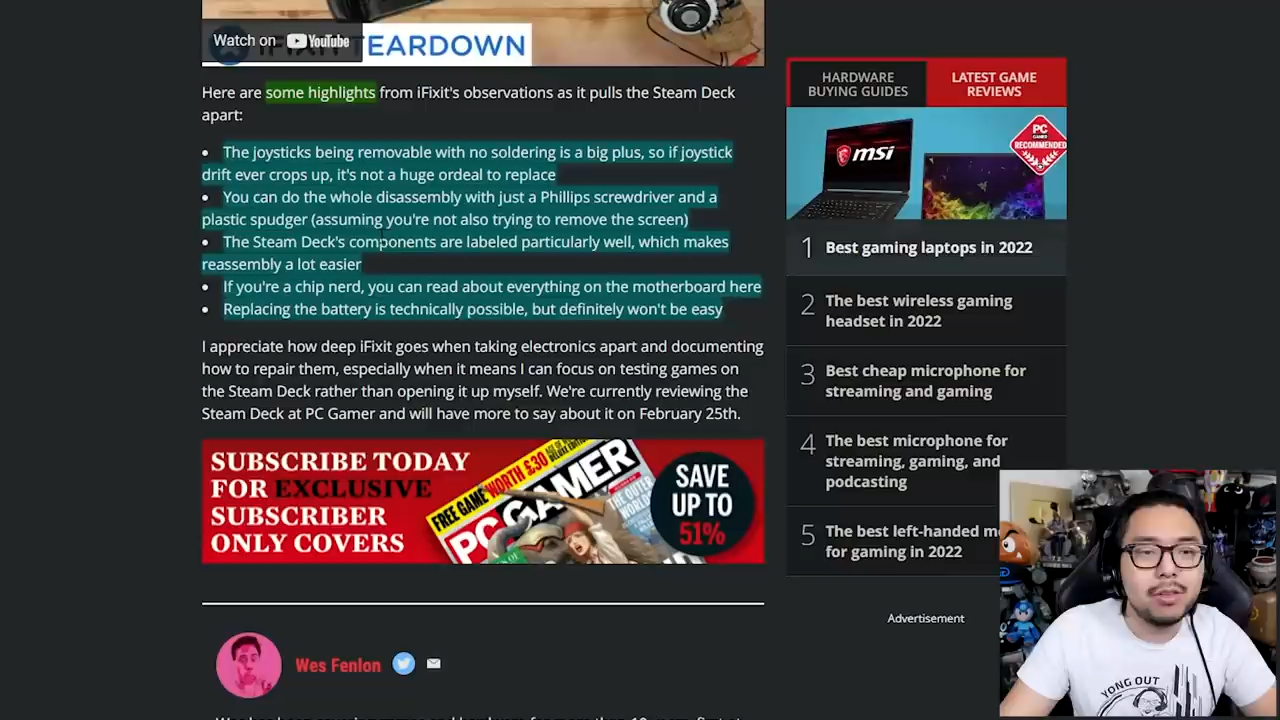 Watch on YouTube
TEARDOWN
Here are some highlights from iFixit's observations as it pulls the Steam Deck
apart:
• The joysticks being removable with no soldering is a big plus, so if joystick
drift ever crops up, it's not a huge ordeal to replace
• You can do the whole disassembly with just a Phillips screwdriver and a
plastic spudger (assuming you're not also trying to remove the screen)
• The Steam Deck's components are labeled particularly well, which makes
reassembly a lot easier
• If you're a chip nerd, you can read about everything on the motherboard here
• Replacing the battery is technically possible, but definitely won't be easy
I appreciate how deep iFixit goes when taking electronics apart and documenting
how to repair them, especially when it means I can focus on testing games on
the Steam Deck rather than opening it up myself. We're currently reviewing the
Steam Deck at PC Gamer and will have more to say about it on February 25th.
SUBSCRIBE TODAY
FOR EXCLUSIVE
SUBSCRIBER
ONLY COVERS
FREE GAME WORTH £30
PC GAMER
SAVE
UP TO
51%
Wes Fenlon
HARDWARE
BUYING GUIDES
LATEST GAME
REVIEWS
PC
GAMER
RECOMMENDED
msi
1 Best gaming laptops in 2022
2 The best wireless gaming
headset in 2022
3 Best cheap microphone for
streaming and gaming
4 The best microphone for
streaming, gaming, and
podcasting
5 The best left-handed
for gaming in 2022
Advertisement
YONG OUT